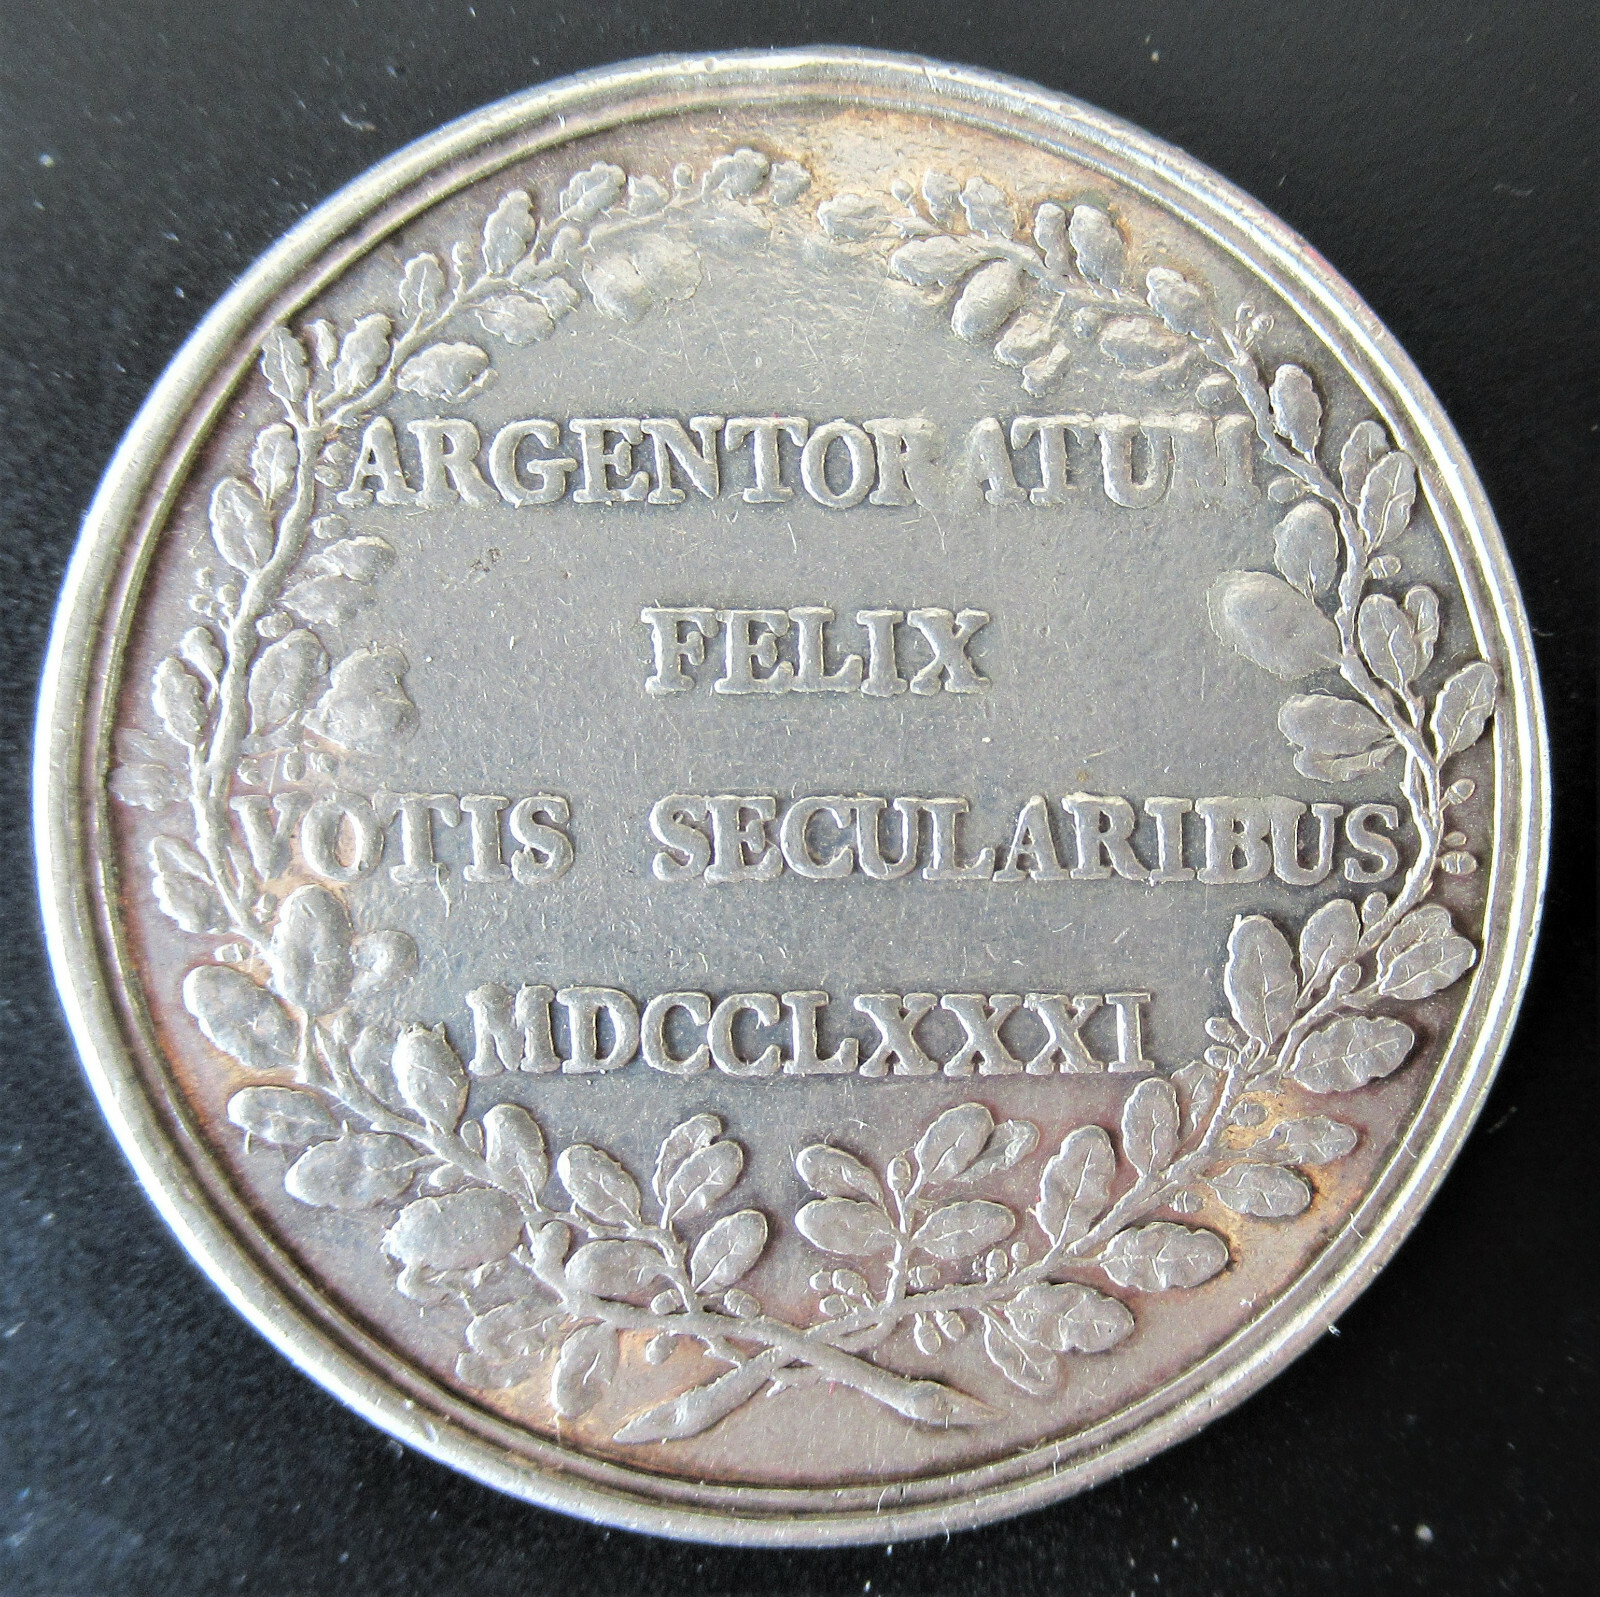 ARGENTORATUM
FELIX
VOTIS SECULARIBUS
MDCCLXXXI